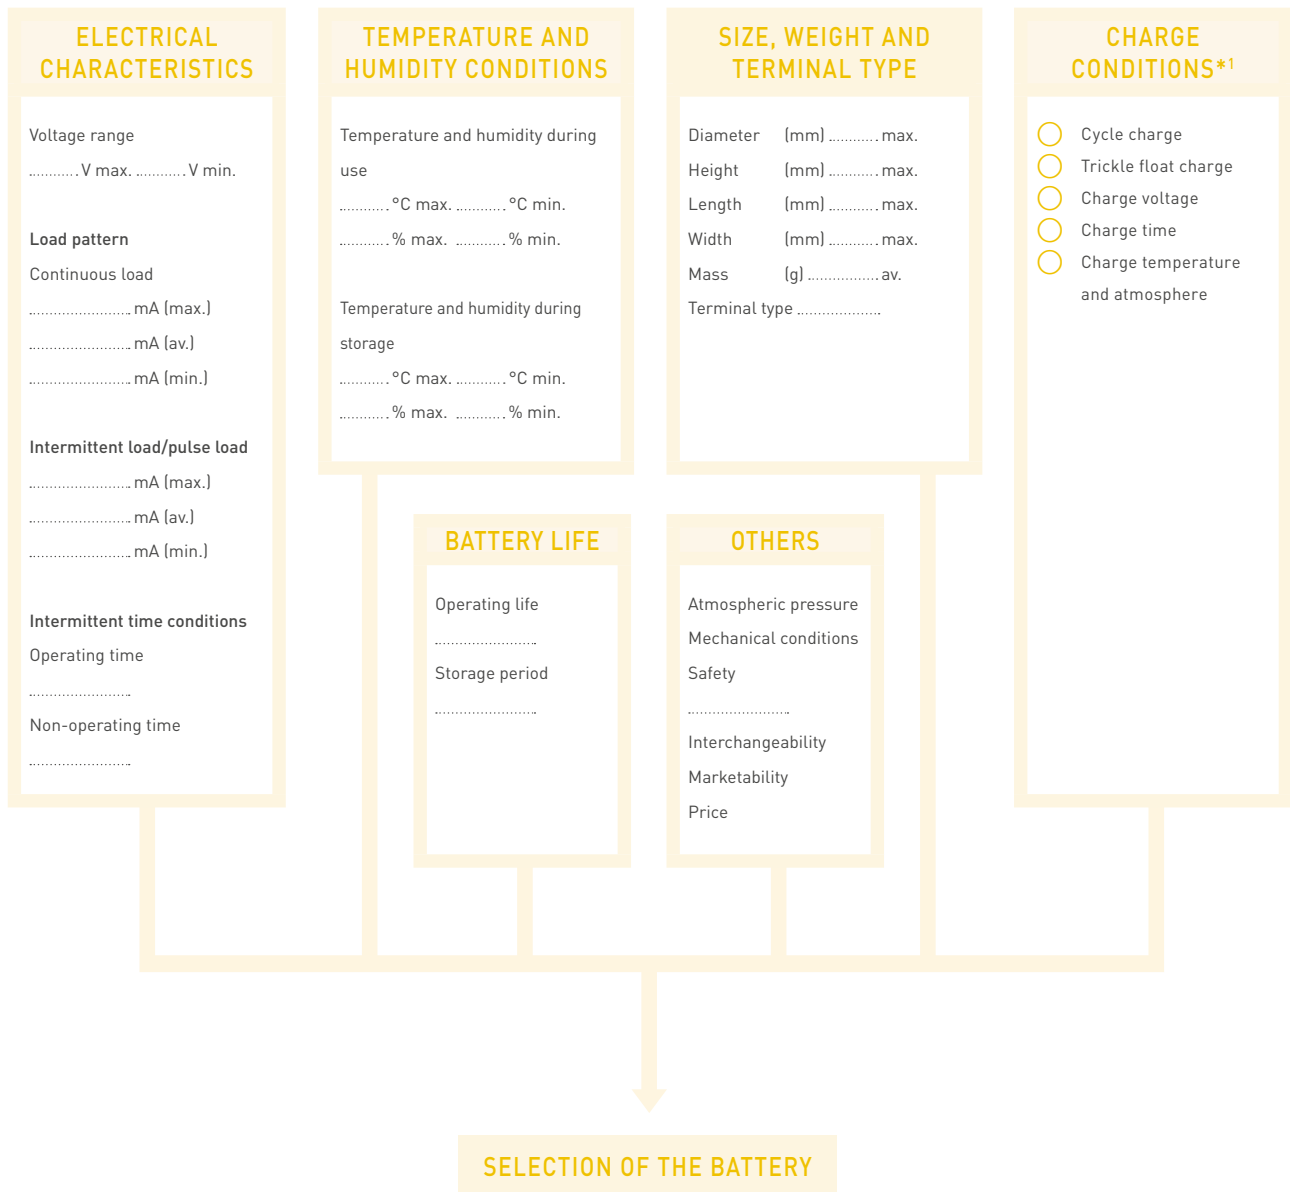 ELECTRICAL
CHARACTERISTICS
Voltage range
............ V max. ............ V min.
Load pattern
Continuous load
......................... mA (max.)
......................... mA (av.)
......................... mA (min.)
Intermittent load/pulse load
......................... mA (max.)
......................... mA (av.)
......................... mA (min.)
Intermittent time conditions
Operating time
.........................
Non-operating time
.........................
TEMPERATURE AND
HUMIDITY CONDITIONS
Temperature and humidity during
use
............ °C max. ............ °C min.
............ % max. ............ % min.
Temperature and humidity during
storage
............ °C max. ............ °C min.
............ % max. ............ % min.
SIZE, WEIGHT AND
TERMINAL TYPE
Diameter (mm) ............ max.
Height (mm) ............ max.
Length (mm) ............ max.
Width (mm) ............ max.
Mass (g) ................. av.
Terminal type ....................
CHARGE
CONDITIONS*1
Cycle charge
Trickle float charge
Charge voltage
Charge time
Charge temperature
and atmosphere
BATTERY LIFE
Operating life
.........................
Storage period
.........................
OTHERS
Atmospheric pressure
Mechanical conditions
Safety
.........................
Interchangeability
Marketability
Price
SELECTION OF THE BATTERY